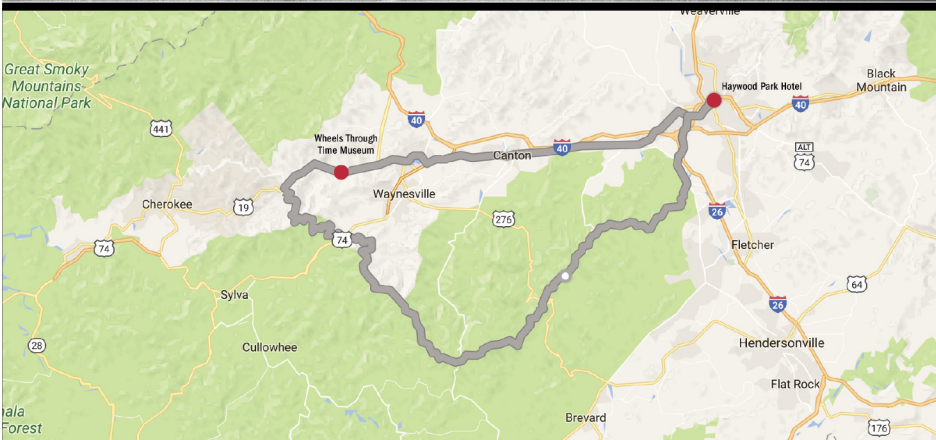 Weaverville
Great Smoky
Mountains
National Park
Haywood Park Hotel
Black
Mountain
40
40
441
Wheels Through
Time Museum
Canton
40
ALT
74
Waynesville
Cherokee
19
276
26
74
74
Fletcher
Sylva
64
26
28
Cullowhee
Hendersonville
Flat Rock
ala
Forest
Brevard
176